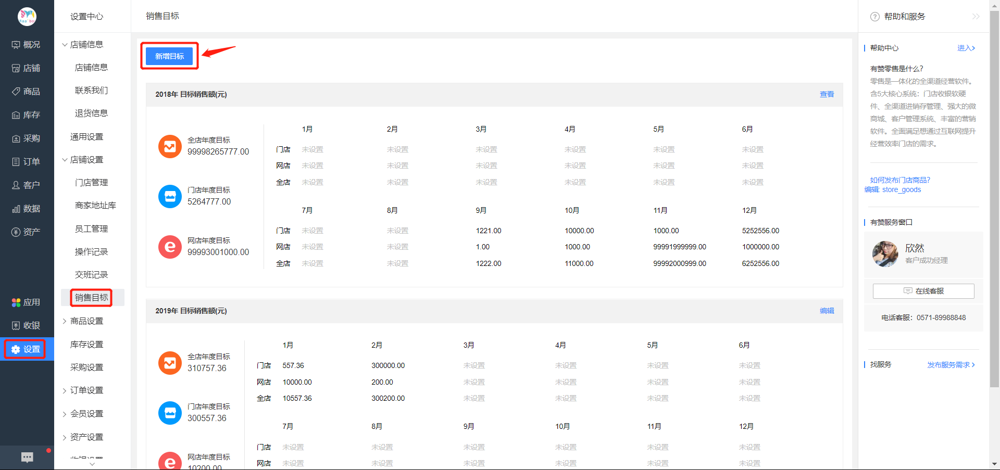 设置中心
销售目标
帮助和服务
概况
店铺
商品
库存
采购
订单
客户
数据
资产
应用
收银
设置
店铺信息
店铺信息
联系我们
退货信息
通用设置
店铺设置
门店管理
商家地址库
员工管理
操作记录
交班记录
销售目标
商品设置
库存设置
采购设置
订单设置
会员设置
资产设置
新增目标
2018年 目标销售额(元) 查看
全店年度目标
99998265777.00
门店年度目标
5264777.00
网店年度目标
99993001000.00
1月 2月 3月 4月 5月 6月
门店 未设置 未设置 未设置 未设置 未设置 未设置
网店 未设置 未设置 未设置 未设置 未设置 未设置
全店 未设置 未设置 未设置 未设置 未设置 未设置
7月 8月 9月 10月 11月 12月
门店 未设置 未设置 1221.00 10000.00 1000.00 5252556.00
网店 未设置 未设置 1.00 1000.00 99991999999.00 1000000.00
全店 未设置 未设置 1222.00 11000.00 99992000999.00 6252556.00
2019年 目标销售额(元) 编辑
全店年度目标
310757.36
门店年度目标
300557.36
网店年度目标
10200.00
1月 2月 3月 4月 5月 6月
门店 557.36 300000.00 未设置 未设置 未设置 未设置
网店 10000.00 200.00 未设置 未设置 未设置 未设置
全店 10557.36 300200.00 未设置 未设置 未设置 未设置
7月 8月 9月 10月 11月 12月
门店 未设置 未设置 未设置 未设置 未设置 未设置
网店 未设置 未设置 未设置 未设置 未设置 未设置
帮助中心 进入
有赞零售是什么?
零售是一体化的全渠道经营软件。
含5大核心系统：门店收银软硬
件、全渠道进销存管理、强大的微
商城、客户管理系统、丰富的营销
软件。全面满足想通过互联网提升
经营效率门店的需求。
如何发布门店商品?
编辑: store_goods
有赞服务窗口
欣然
客户成功经理
在线客服
电话客服：0571-89988848
找服务 发布服务需求